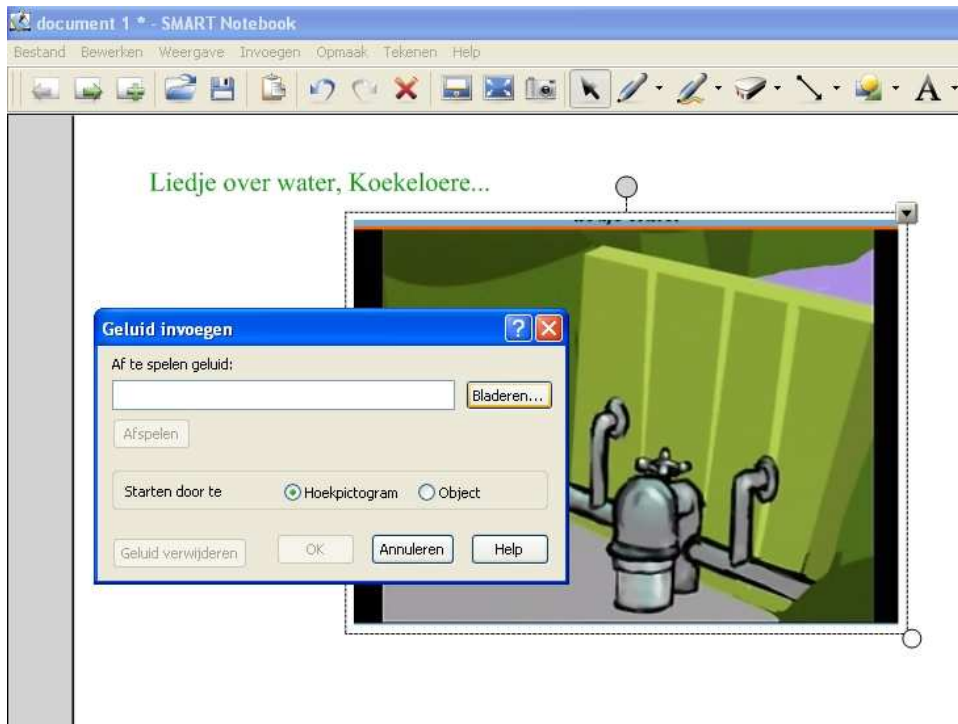 document 1 * - SMART Notebook
Bestand Bewerken Weergave Invoegen Opmaak Tekenen Help
A
Liedje over water, Koekeloere...
Geluid invoegen
Af te spelen geluid:
Bladeren...
Afspelen
Starten door te Hoekpictogram Object
Geluid verwijderen OK Annuleren Help